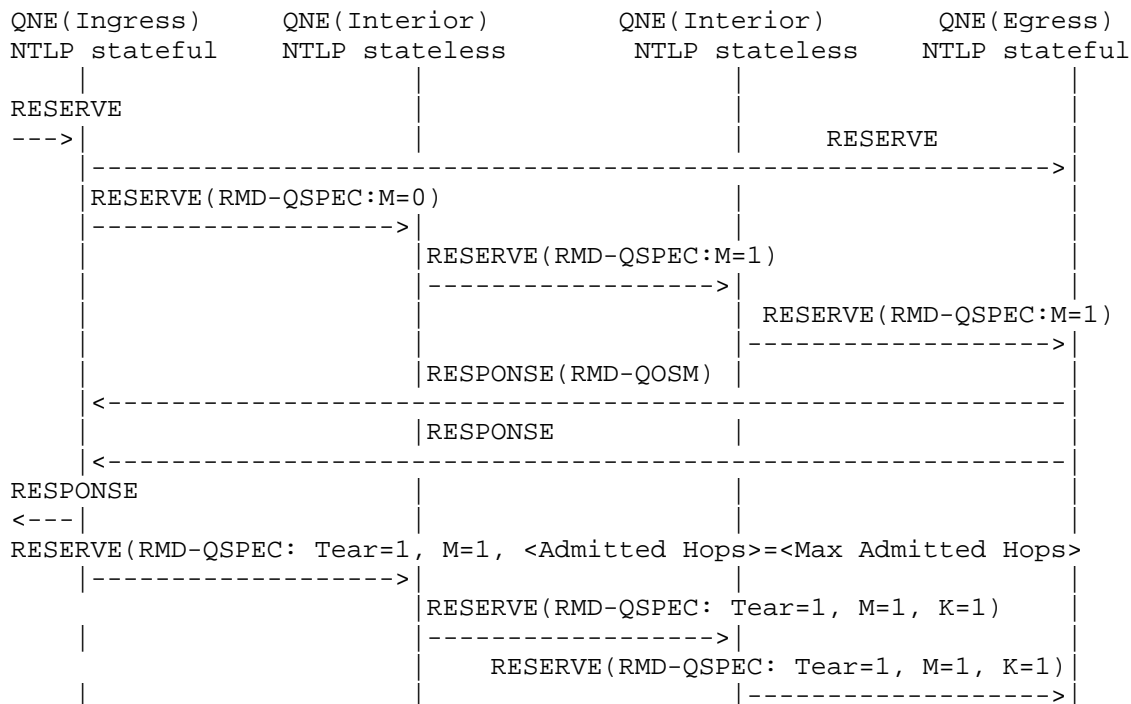 QNE(Ingress) QNE(Interior) QNE(Interior) QNE(Egress)
NTLP stateful NTLP stateless NTLP stateless NTLP stateful
RESERVE
RESERVE
RESERVE(RMD-QSPEC:M=0)
RESERVE(RMD-QSPEC:M=1)
RESERVE(RMD-QSPEC:M=1)
RESPONSE(RMD-QOSM)
RESPONSE
RESPONSE
RESERVE(RMD-QSPEC: Tear=1, M=1, <Admitted Hops>=<Max Admitted Hops>
RESERVE(RMD-QSPEC: Tear=1, M=1, K=1)
RESERVE(RMD-QSPEC: Tear=1, M=1, K=1)